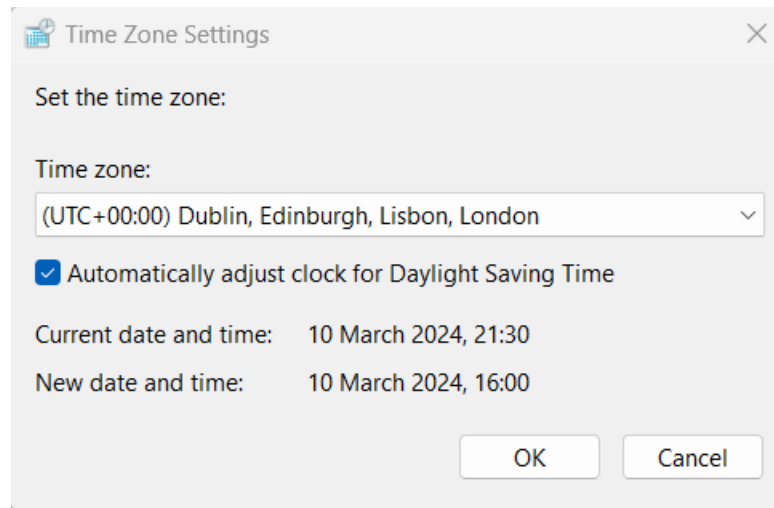 Time Zone Settings
Set the time zone:
Time zone:
(UTC+00:00) Dublin, Edinburgh, Lisbon, London
Automatically adjust clock for Daylight Saving Time
Current date and time: 10 March 2024, 21:30
New date and time: 10 March 2024, 16:00
OK Cancel